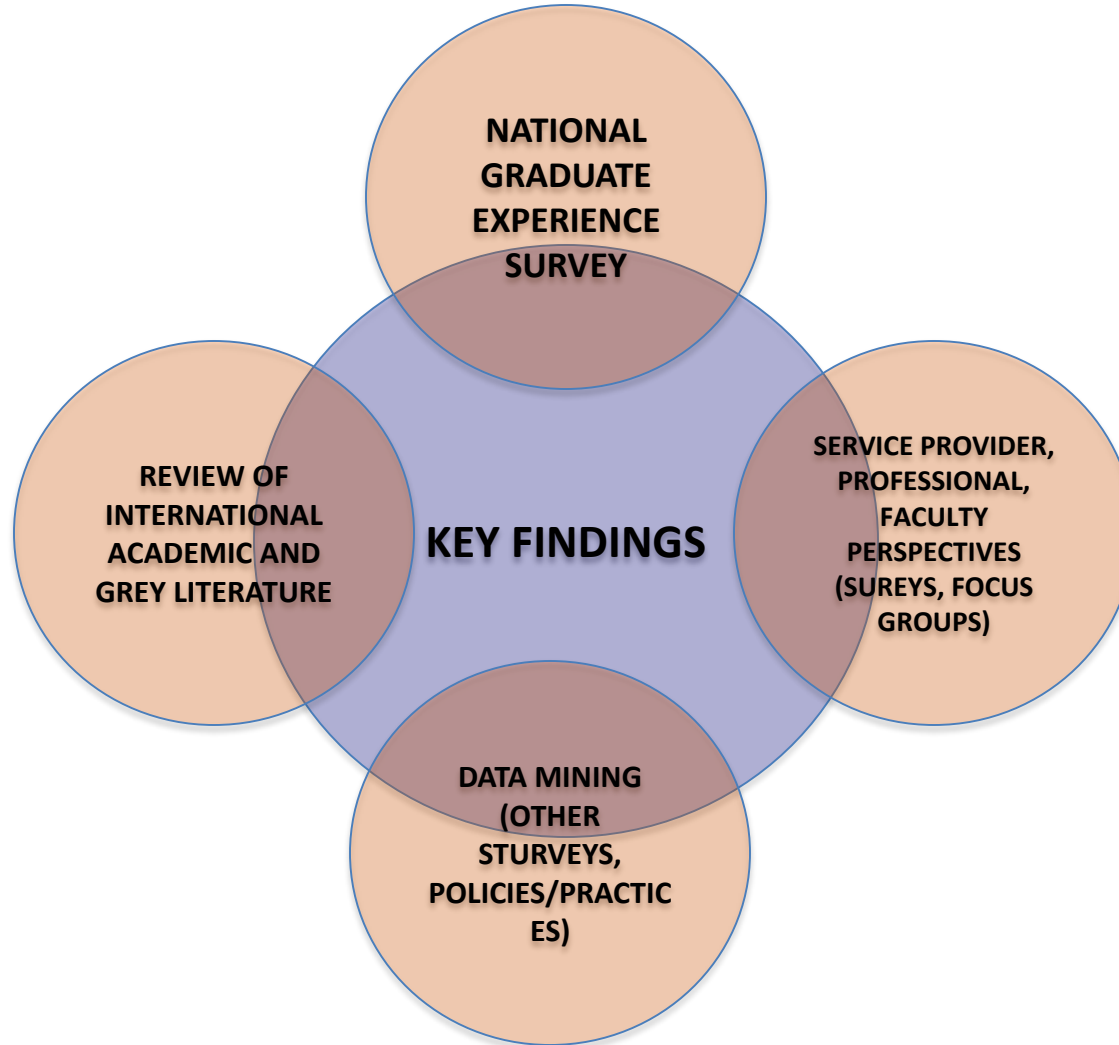 NATIONAL
GRADUATE
EXPERIENCE
SURVEY
REVIEW OF
INTERNATIONAL
ACADEMIC AND
GREY LITERATURE
KEY FINDINGS
SERVICE PROVIDER,
PROFESSIONAL,
FACULTY
PERSPECTIVES
(SUREYS, FOCUS
GROUPS)
DATA MINING
(OTHER
STURVEYS,
POLICIES/PRACTIC
ES)